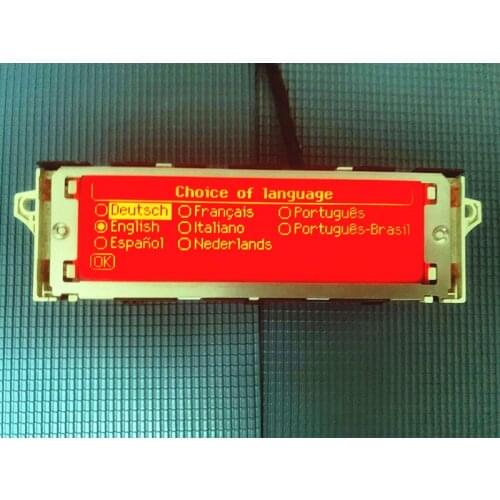 Choice of language
Deutsch Français Português
English Italiano Português-Brasil
Español Nederlands
OK